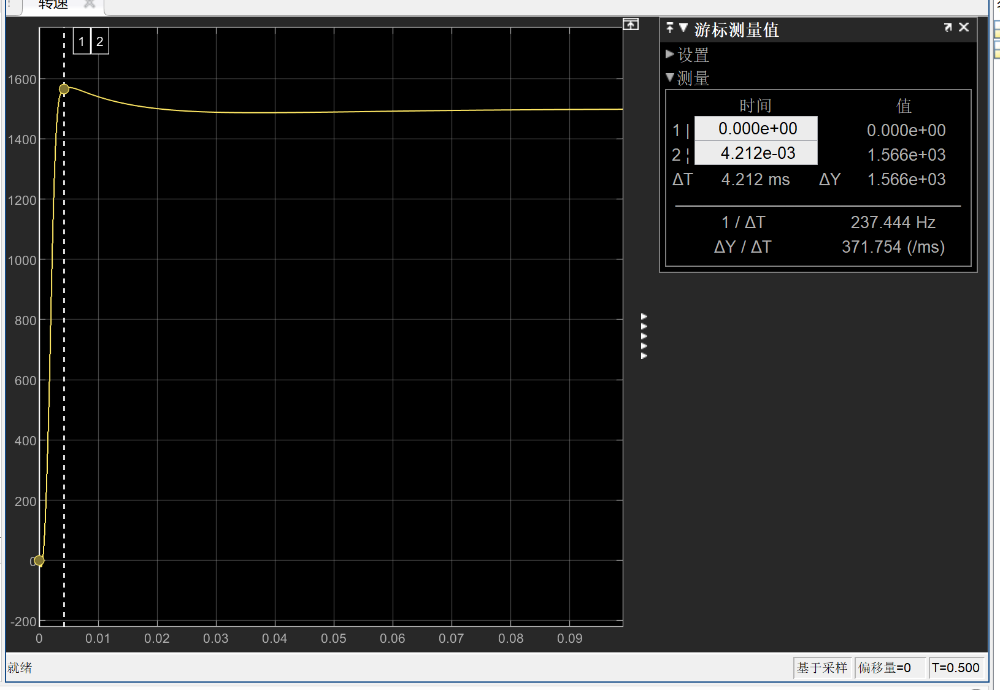 转速
1 2
1600
1400
1200
1000
800
600
400
200
0
-200
0 0.01 0.02 0.03 0.04 0.05 0.06 0.07 0.08 0.09
游标测量值
设置
测量
时间 值
1 | 0.000e+00 0.000e+00
2 ¦ 4.212e-03 1.566e+03
ΔT 4.212 ms ΔY 1.566e+03
1 / ΔT 237.444 Hz
ΔY / ΔT 371.754 (/ms)
就绪 基于采样 偏移量=0 T=0.500